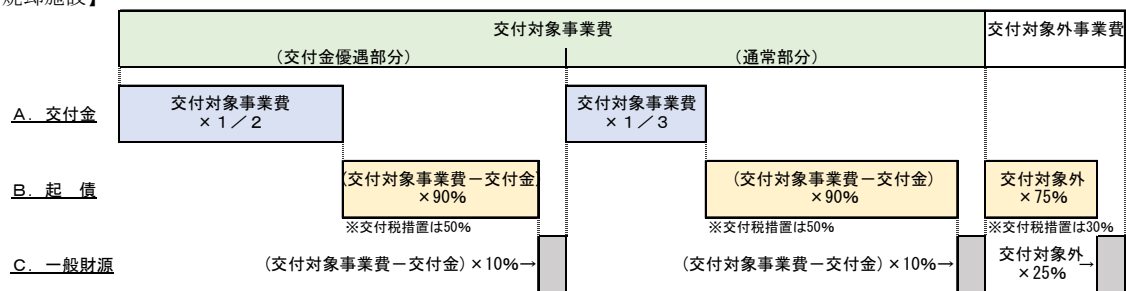 焼却施設】
交付対象事業費
交付対象外事業費
(交付金優遇部分)
(通常部分)
A．交付金
交付対象事業費
×１／２
交付対象事業費
×１／３
B．起　債
(交付対象事業費－交付金)
×90%
(交付対象事業費－交付金)
×90%
交付対象外
×75%
※交付税措置は50%
※交付税措置は50%
※交付税措置は30%
C．一般財源
(交付対象事業費－交付金)×10%→
(交付対象事業費－交付金)×10%→
交付対象外
×25%
→